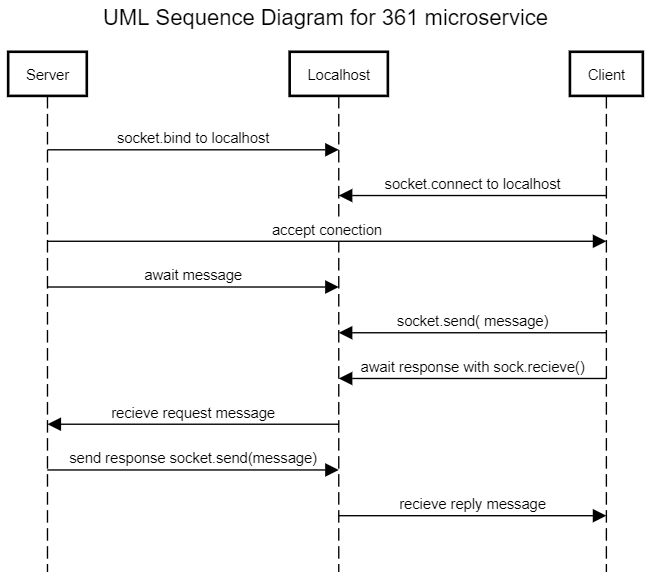 UML Sequence Diagram for 361 microservice
Server
Localhost
Client
socket.bind to localhost
socket.connect to localhost
accept conection
await message
socket.send( message)
await response with sock.recieve()
recieve request message
send response socket.send(message)
recieve reply message